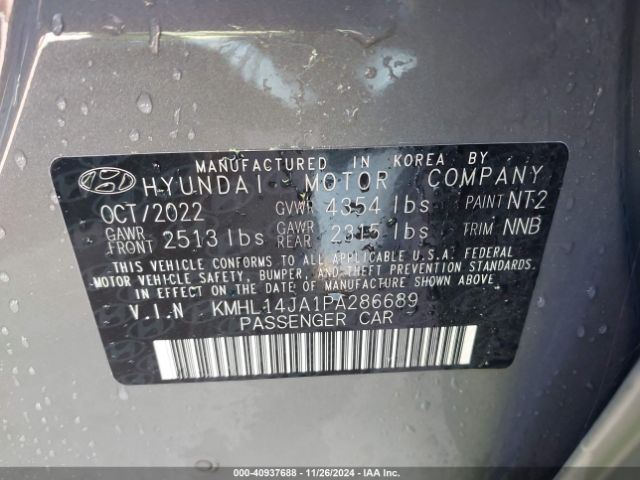 MANUFACTURED IN KOREA BY
HYUNDAI MOTOR COMPANY
OCT/2022 GVWR 4354 lbs PAINT NT2
GAWR FRONT 2513 lbs GAWR REAR 2315 lbs TRIM NNB
THIS VEHICLE CONFORMS TO ALL APPLICABLE U.S.A. FEDERAL
MOTOR VEHICLE SAFETY, BUMPER, AND THEFT PREVENTION STANDARDS
IN EFFECT ON THE DATE OF MANUFACTURE SHOWN ABOVE.
V.I.N KMHL14JA1PA286689
PASSENGER CAR
000-40937688 - 11/26/2024 - IAA Inc.